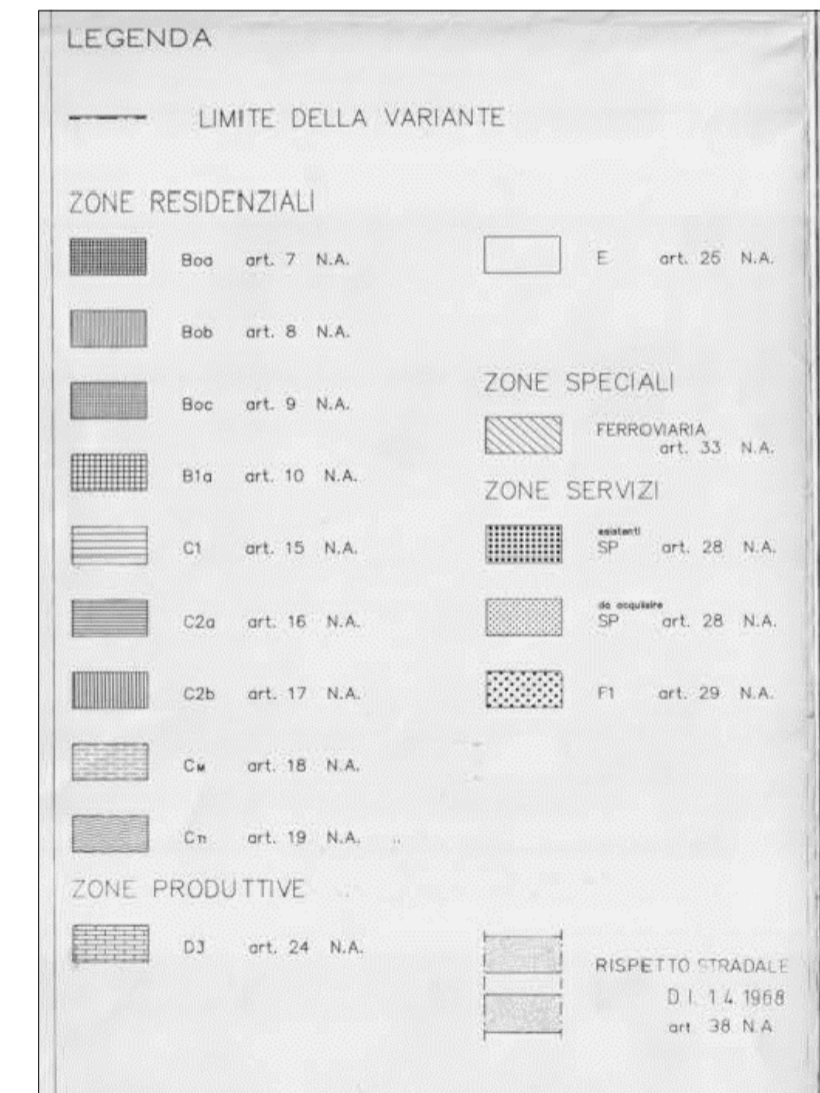 LEGENDA
LIMITE DELLA VARIANTE
ZONE RESIDENZIALI
Boa art. 7 N.A.
Bob art. 8 N.A.
Boc art. 9 N.A.
B1a art. 10 N.A.
C1 art. 15 N.A.
C2a art. 16 N.A.
C2b art. 17 N.A.
CM art. 18 N.A.
art. 19 N.A.
ZONE PRODUTTIVE
D3 art. 24 N.A.
E art. 25 N.A.
ZONE SPECIALI
FERROVIARIA
art. 33 N.A.
ZONE SERVIZI
esistenti
SP art. 28 N.A.
da acquisire
SP art. 28 N.A.
F1 art. 29 N.A.
RISPETTO STRADALE
D.I. 1 4 1968
art 38 N.A